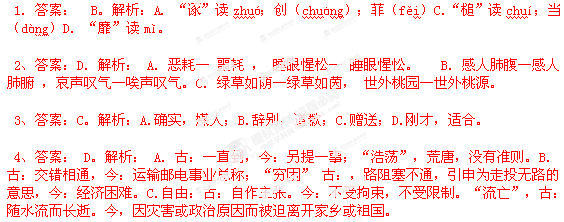 1. 答案： B。解析：A. “诼”读 zhuó；创（chuàng）；菲（fěi）C.“槌”读 chuí；当
（dàng）D. “靡”读 mǐ。
2、答案： D。解析： A. 恶耗一 噩耗 ， 睡眼惺松一 睡眼惺忪。 B. 感人肺腹一感人
肺腑 ，哀声叹气一唉声叹气。C. 绿草如荫一绿草如茵， 世外桃园一世外桃源。
3、答案：C。解析：A.确实，燃人；B.辞别，道歉；C.赠送；D.刚才，适合。
4、答案： D。解析： A. 古：一直到，今：另提一事；“浩荡”，荒唐，没有准则。B.
古：交错相通，今：运输邮电事业总称；“穷困” 古：，路阻塞不通，引申为走投无路的
意思，今：经济困难。C.自由：古：自作主张。今：不受拘束，不受限制。“流亡”，古：
随水流而长逝。今，因灾害或政治原因而被迫离开家乡或祖国。